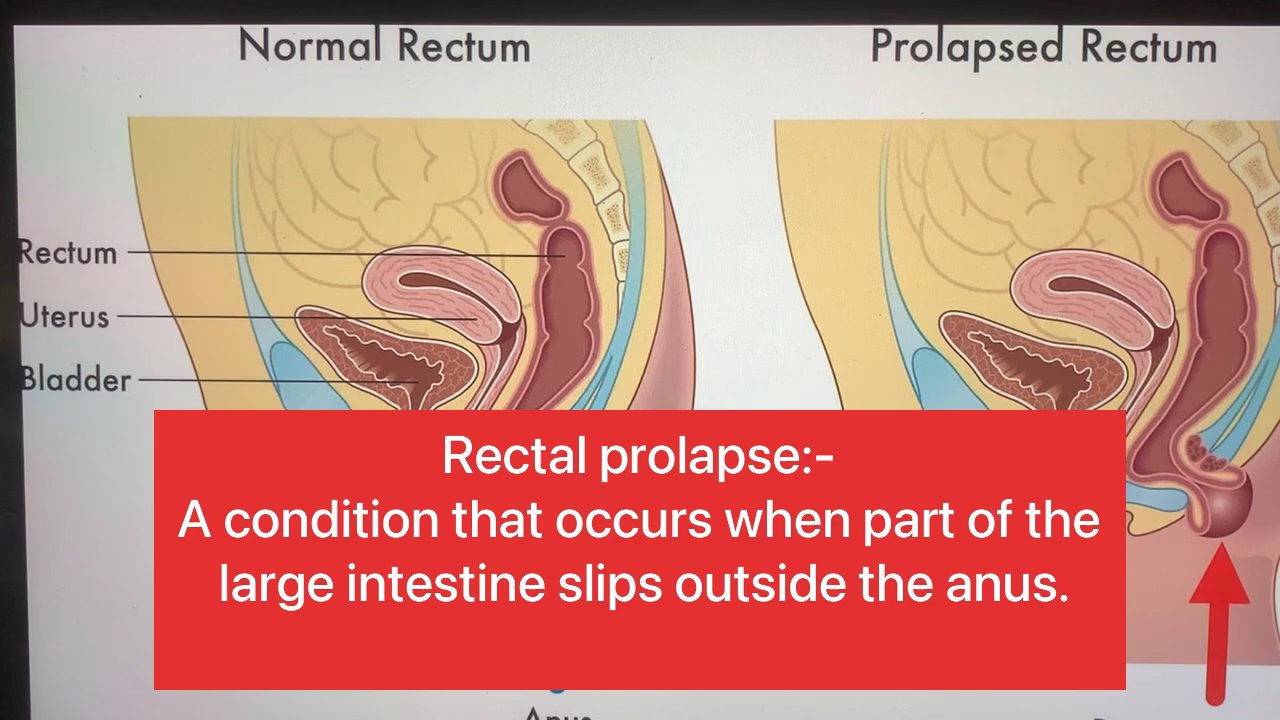 Normal Rectum
Prolapsed Rectum
Rectum
Uterus
Bladder
Rectal prolapse:-
A condition that occurs when part of the
large intestine slips outside the anus.
Anus